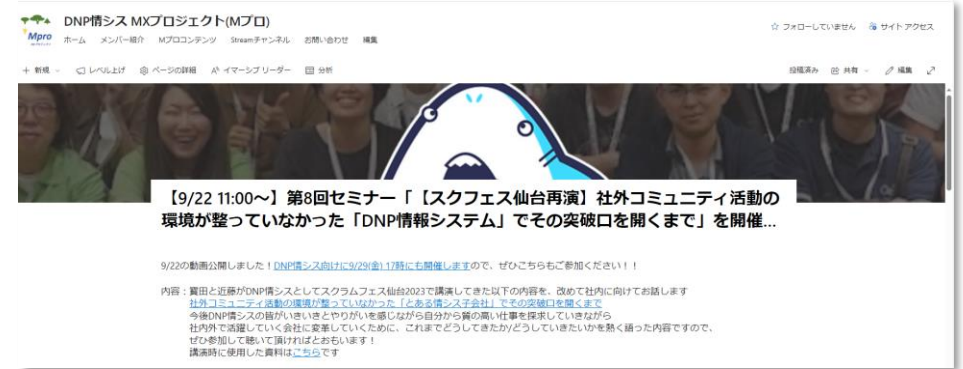 DNP情シス MXプロジェクト(Mプロ)
Mpro
ホーム メンバー紹介 Mプロコンテンツ Streamチャンネル お問い合わせ 編集
☆ フォローしていません サイト アクセス
+ 新規 レベル上げ ページの詳細 イマーシブ リーダー 分析
投稿済み 共有 編集
【9/22 11:00～】第8回セミナー「【スクフェス仙台再演】社外コミュニティ活動の
環境が整っていなかった「DNP情報システム」でその突破口を開くまで」を開催...
9/22の動画公開しました！DNP情シス向けに9/29(金) 17時にも開催しますので、ぜひこちらもご参加ください！！
内容：寳田と近藤がDNP情シスとしてスクラムフェス仙台2023で講演してきた以下の内容を、改めて社内に向けてお話します
社外コミュニティ活動の環境が整っていなかった「とある情シス子会社」でその突破口を開くまで
今後DNP情シスの皆がいきいきとやりがいを感じながら自分から質の高い仕事を探求していきながら
社内外で活躍していく会社に変革していくために、これまでどうしてきたか/どうしていきたいかを熱く語った内容ですので、
ぜひ参加して聴いて頂ければとおもいます！
講演時に使用した資料はこちらです